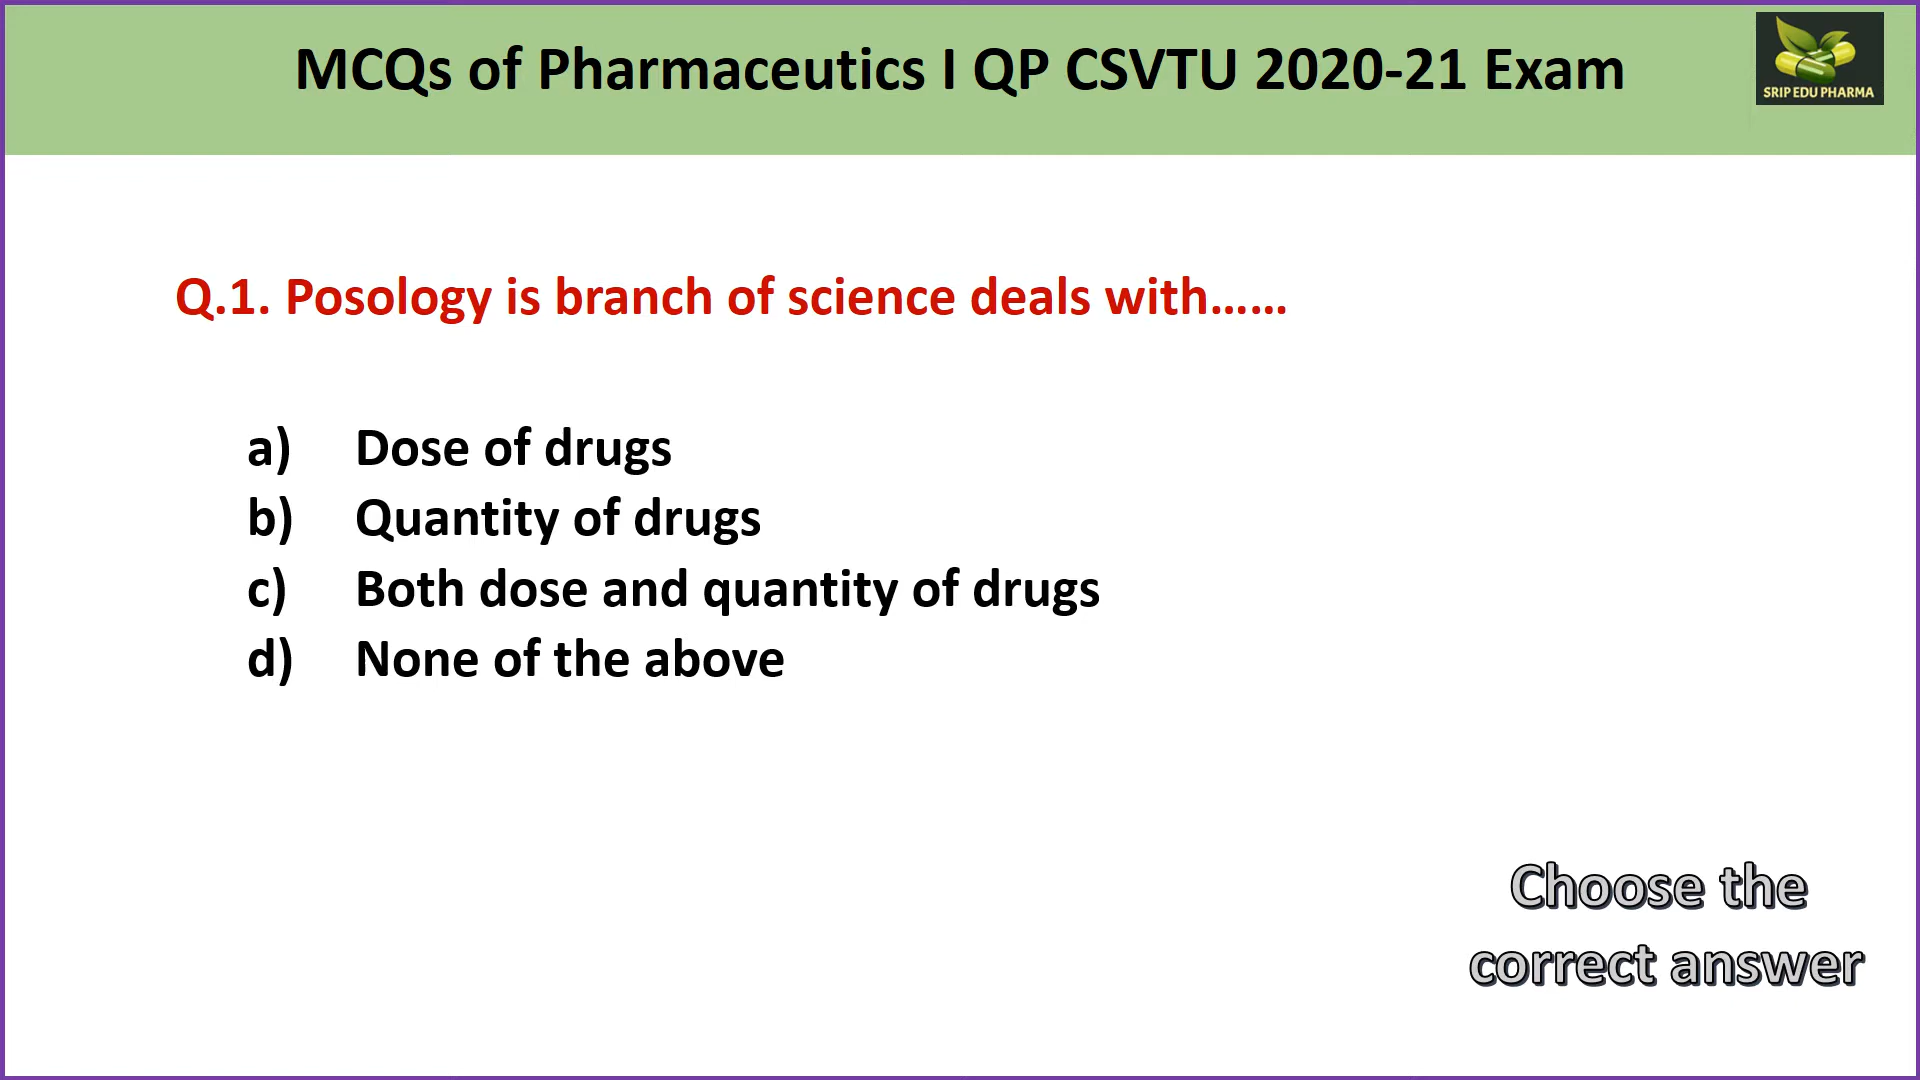 MCQs of Pharmaceutics I QP CSVTU 2020-21 Exam
SRIP EDU PHARMA
Q.1. Posology is branch of science deals with……
a) Dose of drugs
b) Quantity of drugs
c) Both dose and quantity of drugs
d) None of the above
Choose the
correct answer